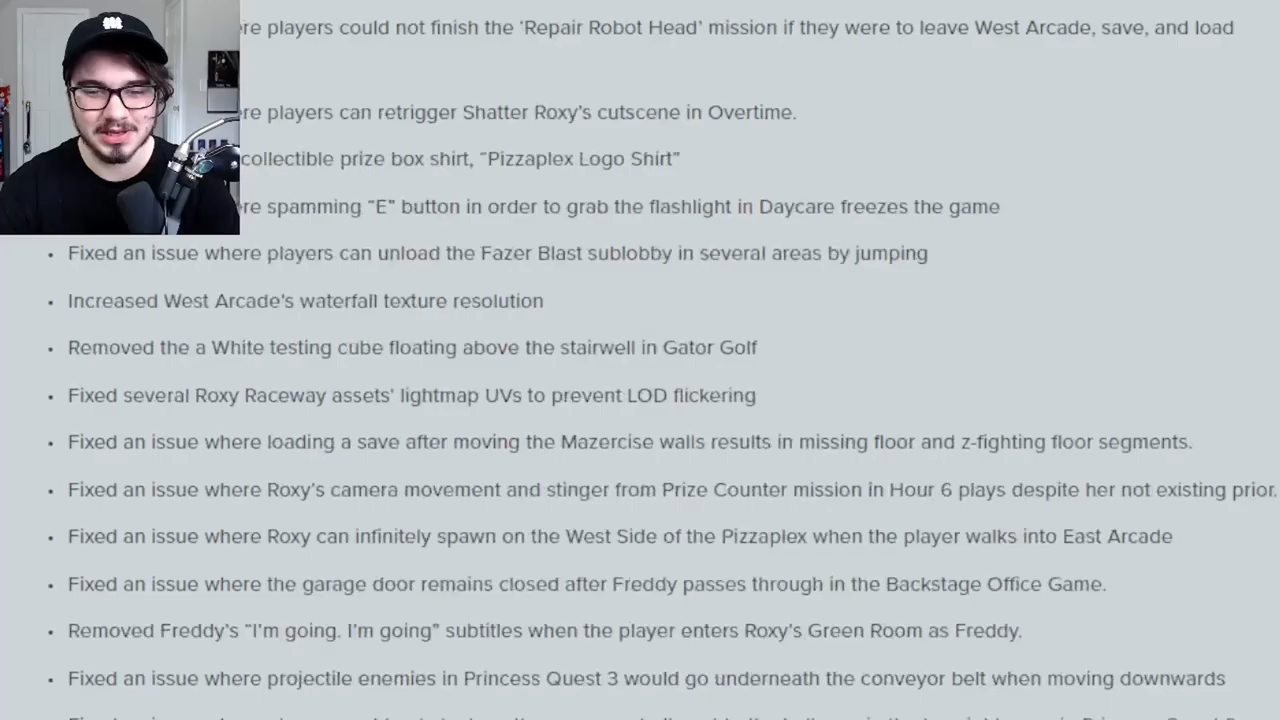 re players could not finish the ‘Repair Robot Head’ mission if they were to leave West Arcade, save, and load
re players can retrigger Shatter Roxy’s cutscene in Overtime.
collectible prize box shirt, “Pizzaplex Logo Shirt”
re spamming “E” button in order to grab the flashlight in Daycare freezes the game
• Fixed an issue where players can unload the Fazer Blast sublobby in several areas by jumping
• Increased West Arcade’s waterfall texture resolution
• Removed the a White testing cube floating above the stairwell in Gator Golf
• Fixed several Roxy Raceway assets’ lightmap UVs to prevent LOD flickering
• Fixed an issue where loading a save after moving the Mazercise walls results in missing floor and z-fighting floor segments.
• Fixed an issue where Roxy’s camera movement and stinger from Prize Counter mission in Hour 6 plays despite her not existing prior.
• Fixed an issue where Roxy can infinitely spawn on the West Side of the Pizzaplex when the player walks into East Arcade
• Fixed an issue where the garage door remains closed after Freddy passes through in the Backstage Office Game.
• Removed Freddy’s “I’m going. I’m going” subtitles when the player enters Roxy’s Green Room as Freddy.
• Fixed an issue where projectile enemies in Princess Quest 3 would go underneath the conveyor belt when moving downwards